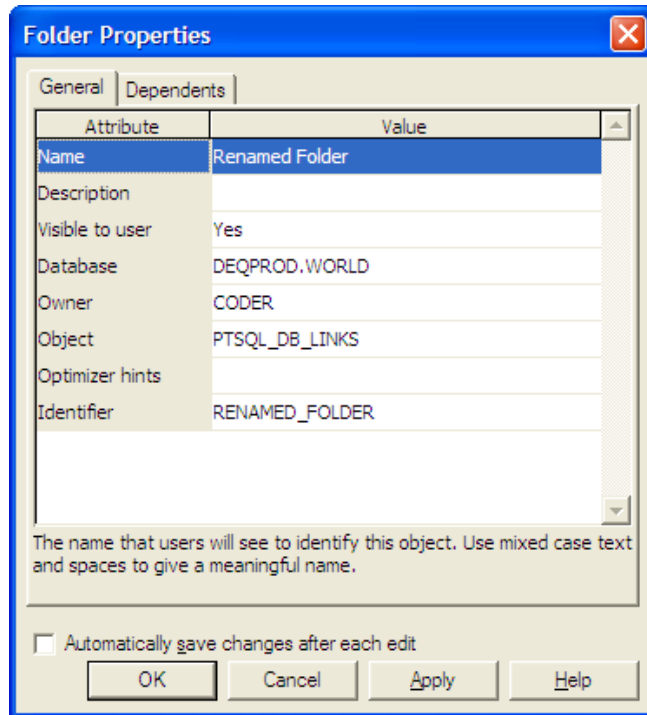 Folder Properties
General Dependents
Attribute Value
Name Renamed Folder
Description
Visible to user Yes
Database DEQPROD.WORLD
Owner CODER
Object PTSQL_DB_LINKS
Optimizer hints
Identifier RENAMED_FOLDER
The name that users will see to identify this object. Use mixed case text
and spaces to give a meaningful name.
Automatically save changes after each edit
OK Cancel Apply Help